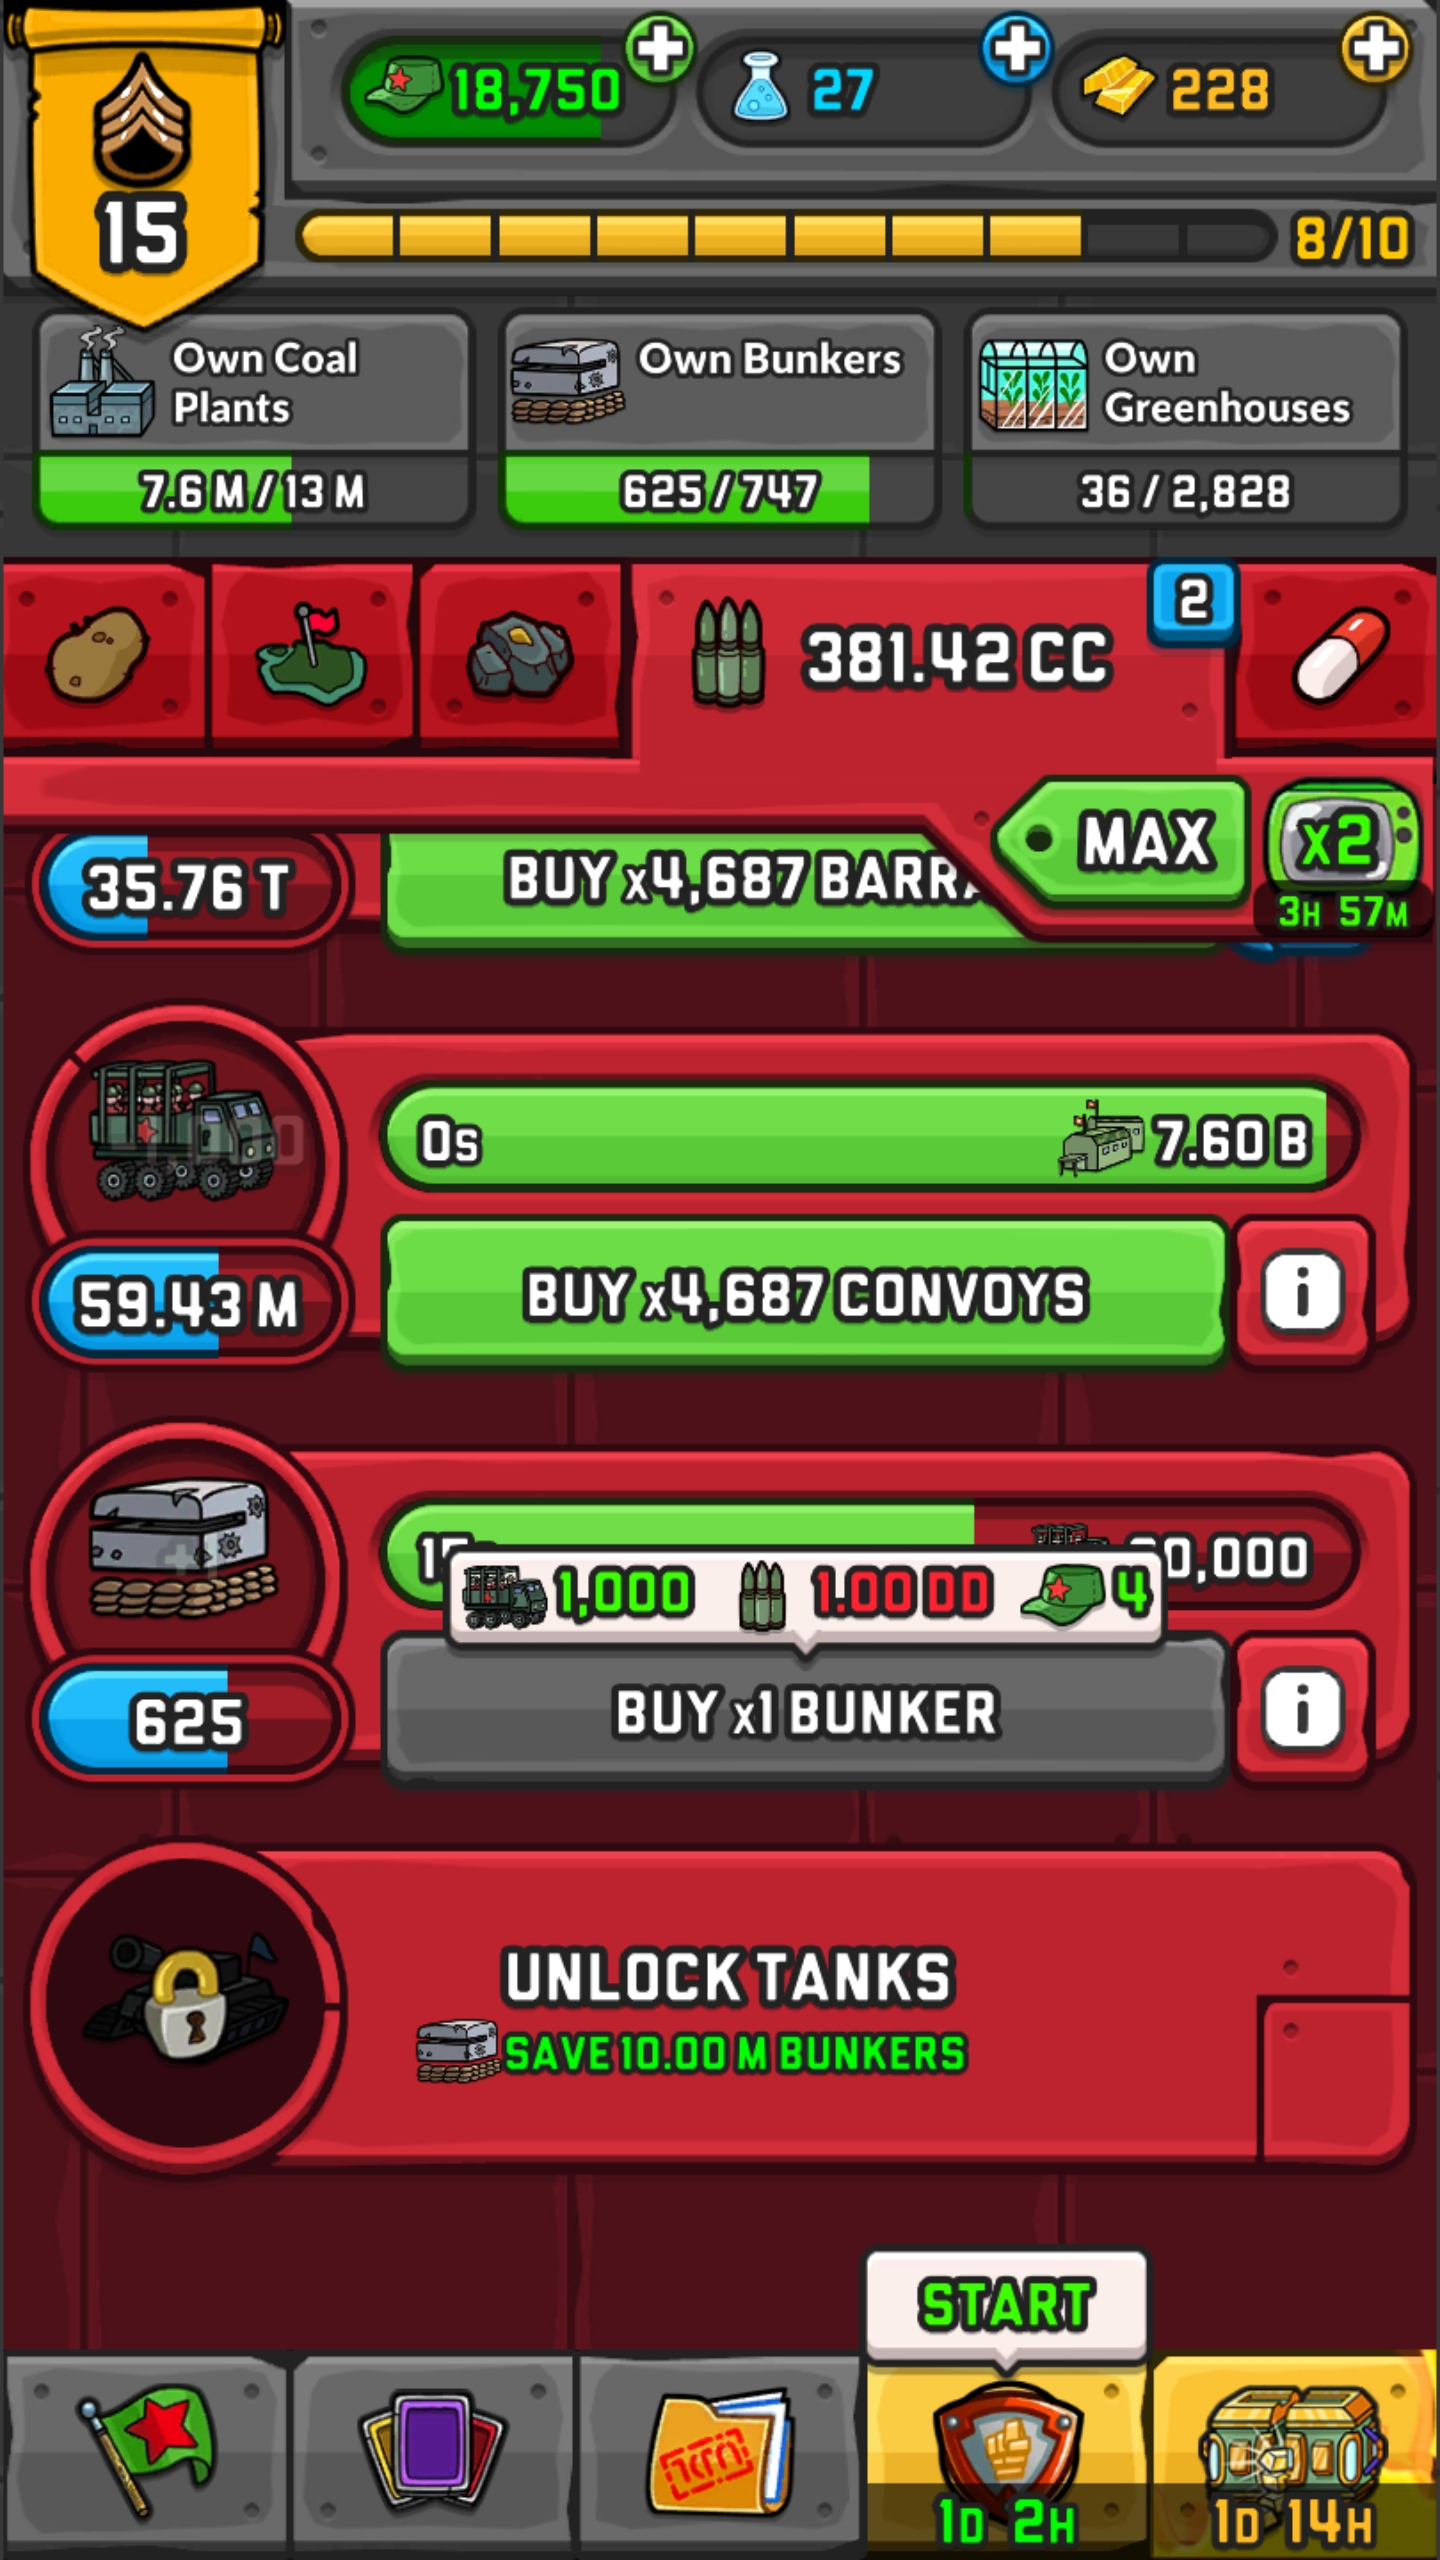 18,750
27
228
15
8/10
Own Coal
Plants
7.6 M / 13 M
Own Bunkers
625 / 747
Own
Greenhouses
36 / 2,828
381.42 CC
2
MAX
x2
3H 57M
35.76 T
BUY x4,687
0s
7.60 B
59.43 M
BUY x4,687 CONVOYS
1,000
1.00 DD
4
625
BUY x1 BUNKER
UNLOCK TANKS
SAVE 10.00 M BUNKERS
START
1D 2H
1D 14H